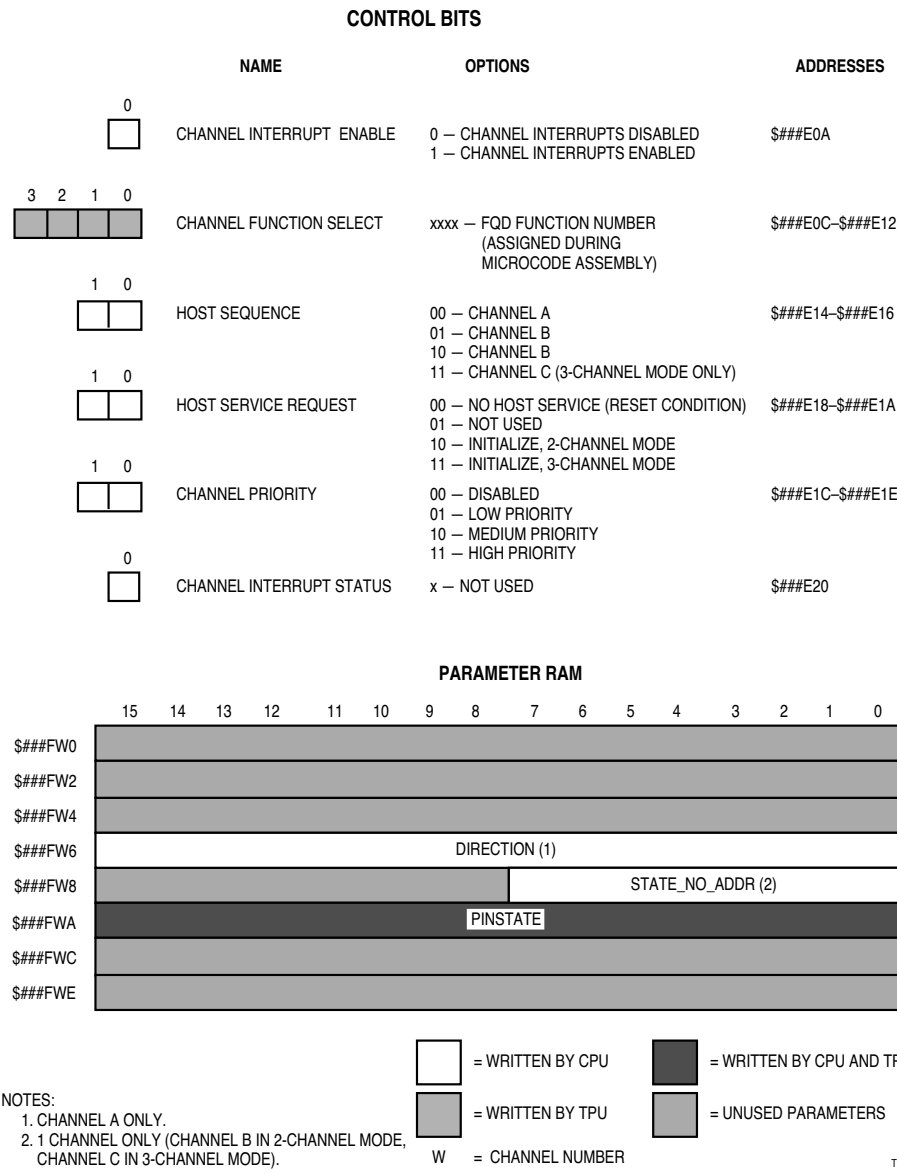 CONTROL BITS
NAME OPTIONS ADDRESSES
0
CHANNEL INTERRUPT ENABLE 0 — CHANNEL INTERRUPTS DISABLED $###E0A
1 — CHANNEL INTERRUPTS ENABLED
3 2 1 0
CHANNEL FUNCTION SELECT xxxx — FQD FUNCTION NUMBER $###E0C–$###E12
(ASSIGNED DURING
MICROCODE ASSEMBLY)
1 0
HOST SEQUENCE 00 — CHANNEL A $###E14–$###E16
01 — CHANNEL B
10 — CHANNEL B
11 — CHANNEL C (3-CHANNEL MODE ONLY)
1 0
HOST SERVICE REQUEST 00 — NO HOST SERVICE (RESET CONDITION) $###E18–$###E1A
01 — NOT USED
10 — INITIALIZE, 2-CHANNEL MODE
11 — INITIALIZE, 3-CHANNEL MODE
1 0
CHANNEL PRIORITY 00 — DISABLED $###E1C–$###E1E
01 — LOW PRIORITY
10 — MEDIUM PRIORITY
11 — HIGH PRIORITY
0
CHANNEL INTERRUPT STATUS x — NOT USED $###E20
PARAMETER RAM
15 14 13 12 11 10 9 8 7 6 5 4 3 2 1 0
$###FW0
$###FW2
$###FW4
$###FW6 DIRECTION (1)
$###FW8 STATE_NO_ADDR (2)
$###FWA PINSTATE
$###FWC
$###FWE
= WRITTEN BY CPU = WRITTEN BY CPU AND
= WRITTEN BY TPU = UNUSED PARAMETERS
W = CHANNEL NUMBER
NOTES:
1. CHANNEL A ONLY.
2. 1 CHANNEL ONLY (CHANNEL B IN 2-CHANNEL MODE,
CHANNEL C IN 3-CHANNEL MODE).